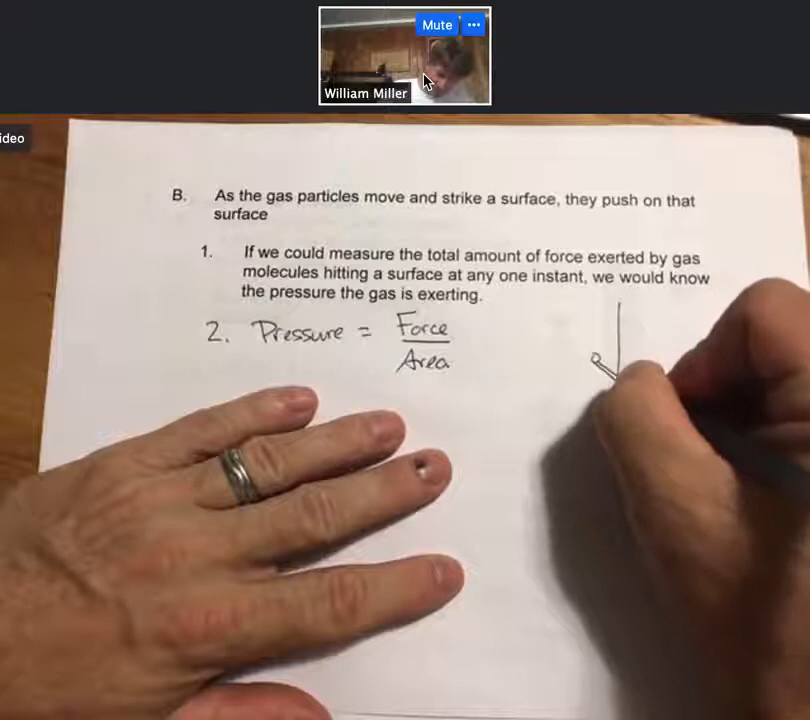 Mute
William Miller
ideo
B. As the gas particles move and strike a surface, they push on that
surface
1. If we could measure the total amount of force exerted by gas
molecules hitting a surface at any one instant, we would know
the pressure the gas is exerting.
2. Pressure = Force
Area